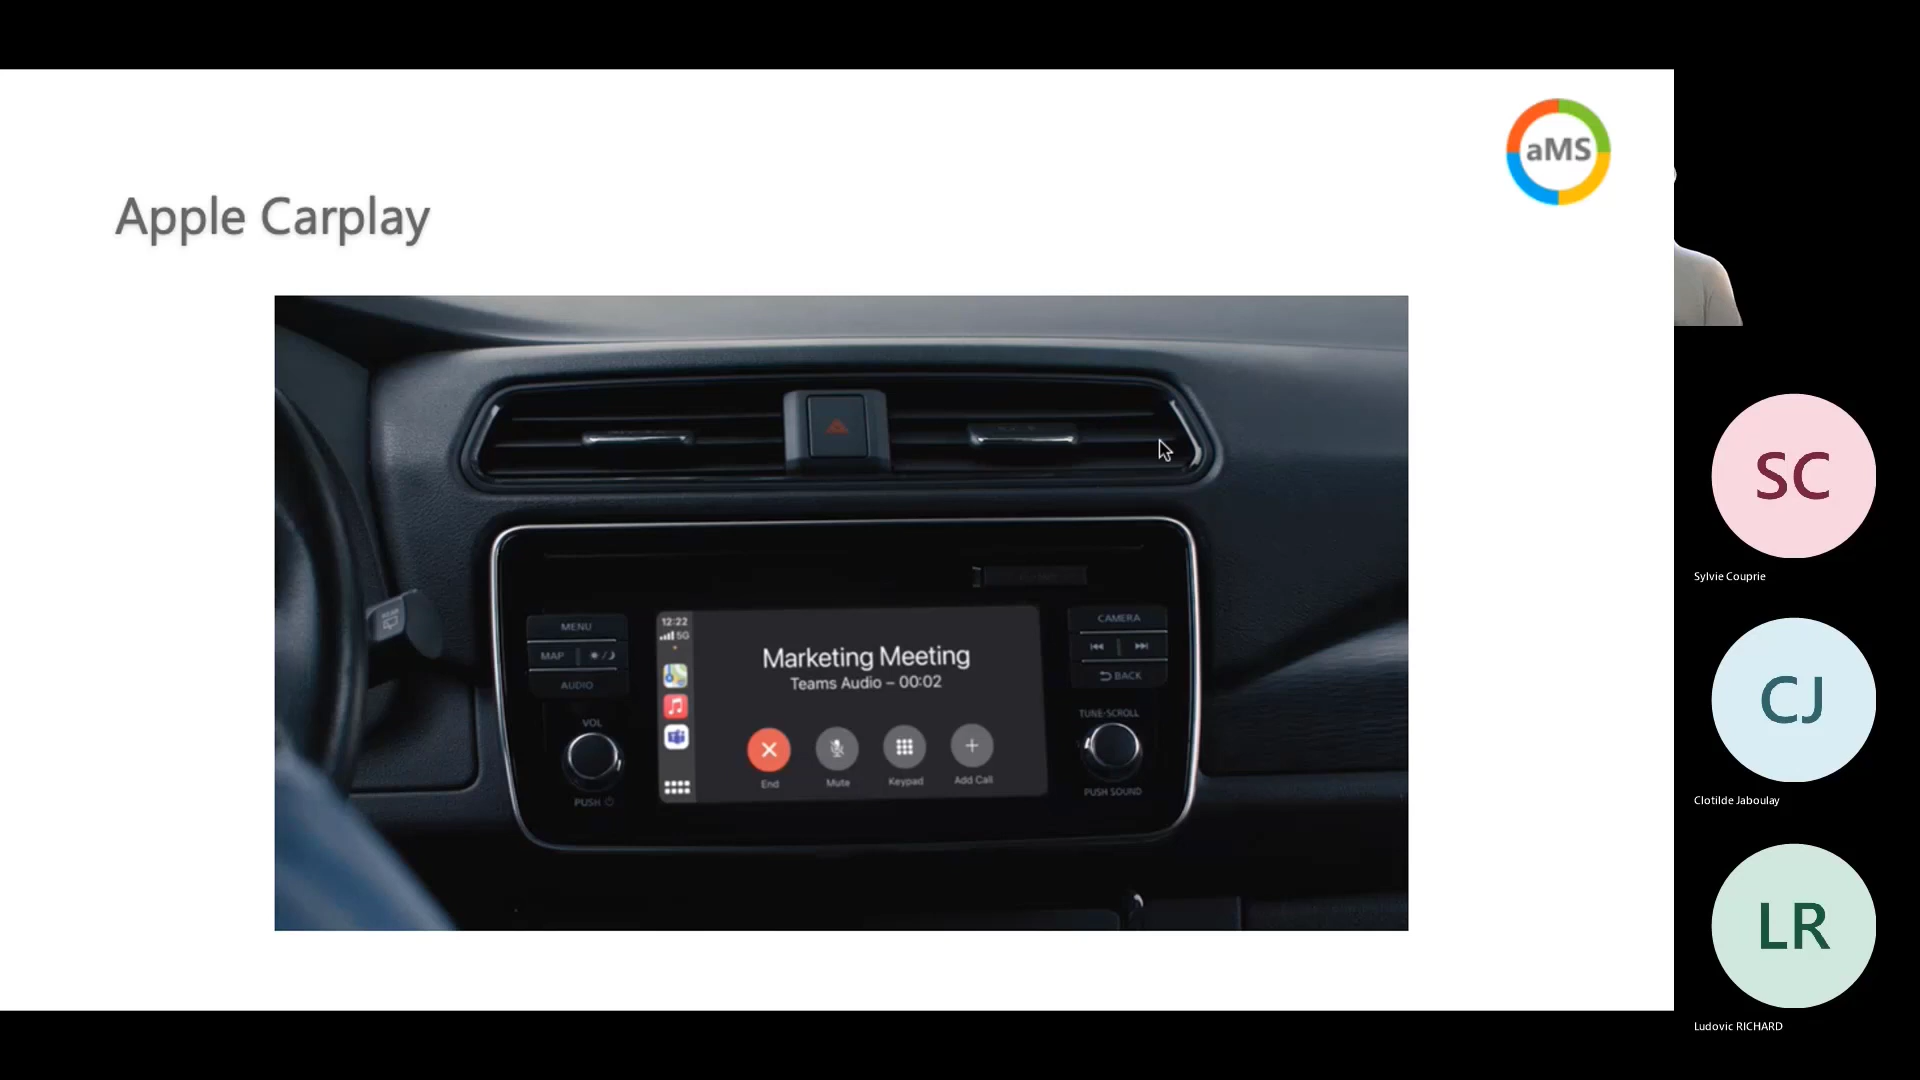 aMS
Apple Carplay
MENU
MAP
AUDIO
VOL
PUSH
12:22
5G
Marketing Meeting
Teams Audio – 00:02
End
Mute
Keypad
Add Call
CAMERA
BACK
TUNE·SCROLL
PUSH SOUND
SC
Sylvie Couprie
CJ
Clotilde Jaboulay
LR
Ludovic RICHARD